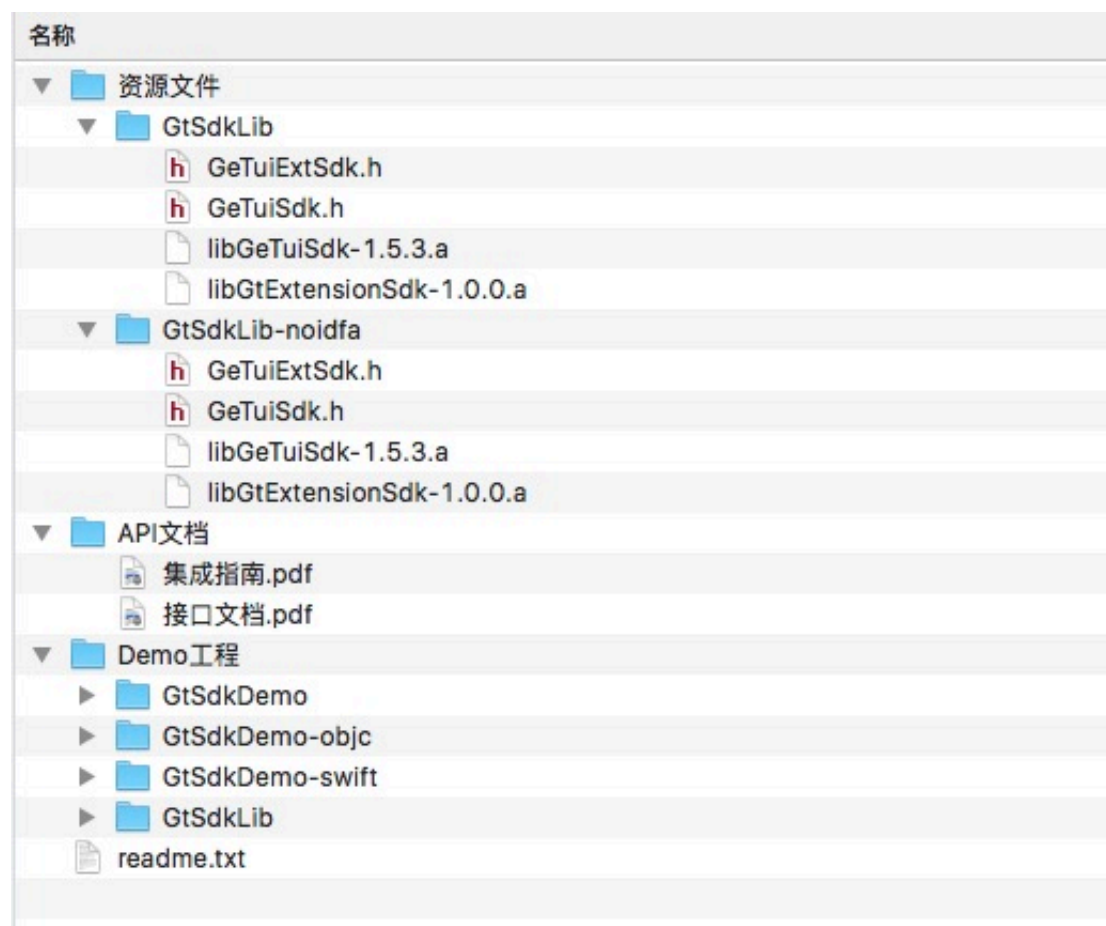 名称
资源文件
GtSdkLib
GeTuiExtSdk.h
GeTuiSdk.h
libGeTuiSdk-1.5.3.a
libGtExtensionSdk-1.0.0.a
GtSdkLib-noidfa
GeTuiExtSdk.h
GeTuiSdk.h
libGeTuiSdk-1.5.3.a
libGtExtensionSdk-1.0.0.a
API文档
集成指南.pdf
接口文档.pdf
Demo工程
GtSdkDemo
GtSdkDemo-objc
GtSdkDemo-swift
GtSdkLib
readme.txt